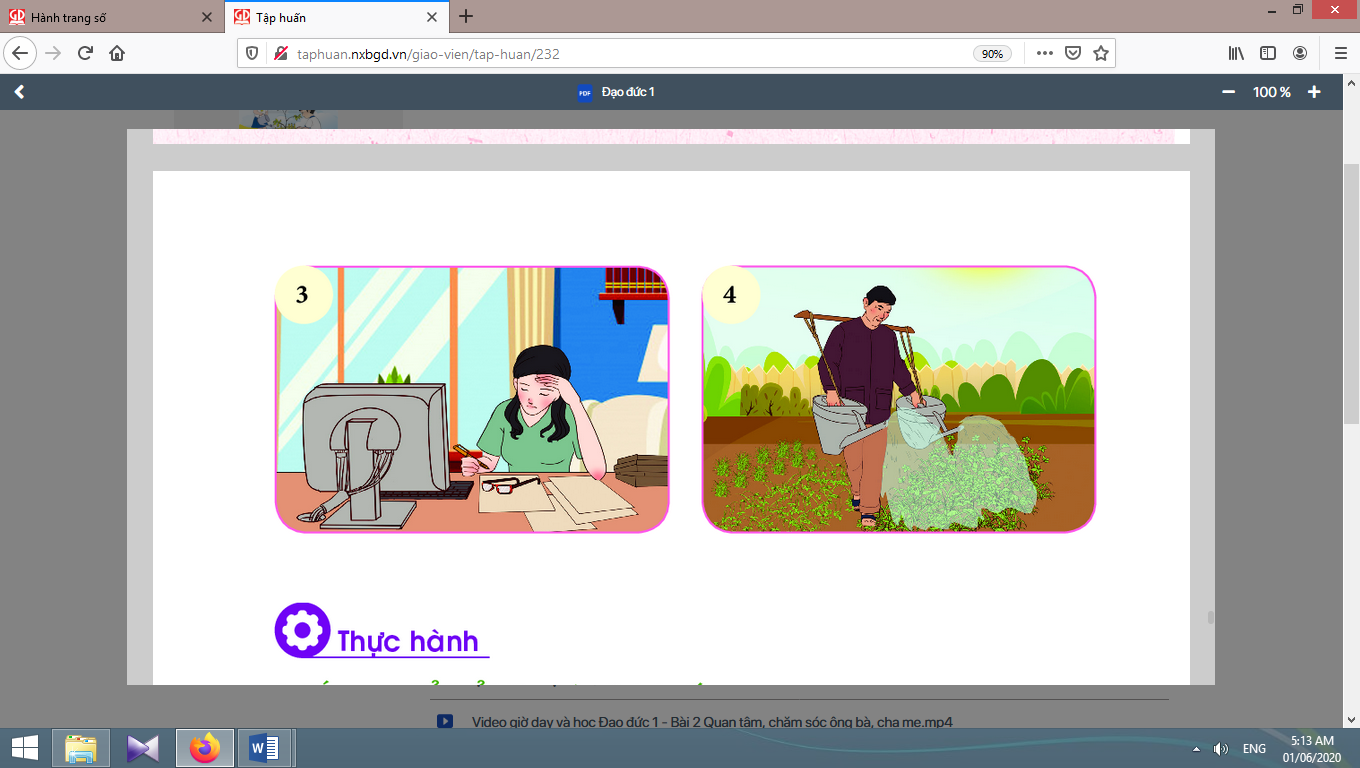 Hành trang số
Tập huấn
taphuan.nxbgd.vn/giao-vien/tap-huan/232
90%
PDF
Đạo đức 1
100 %
3
4
Thực hành
Video giờ dạy và học Đạo đức 1 - Bài 2 Quan tâm, chăm sóc ông bà, cha mẹ.mp4
ENG
5:13 AM
01/06/2020